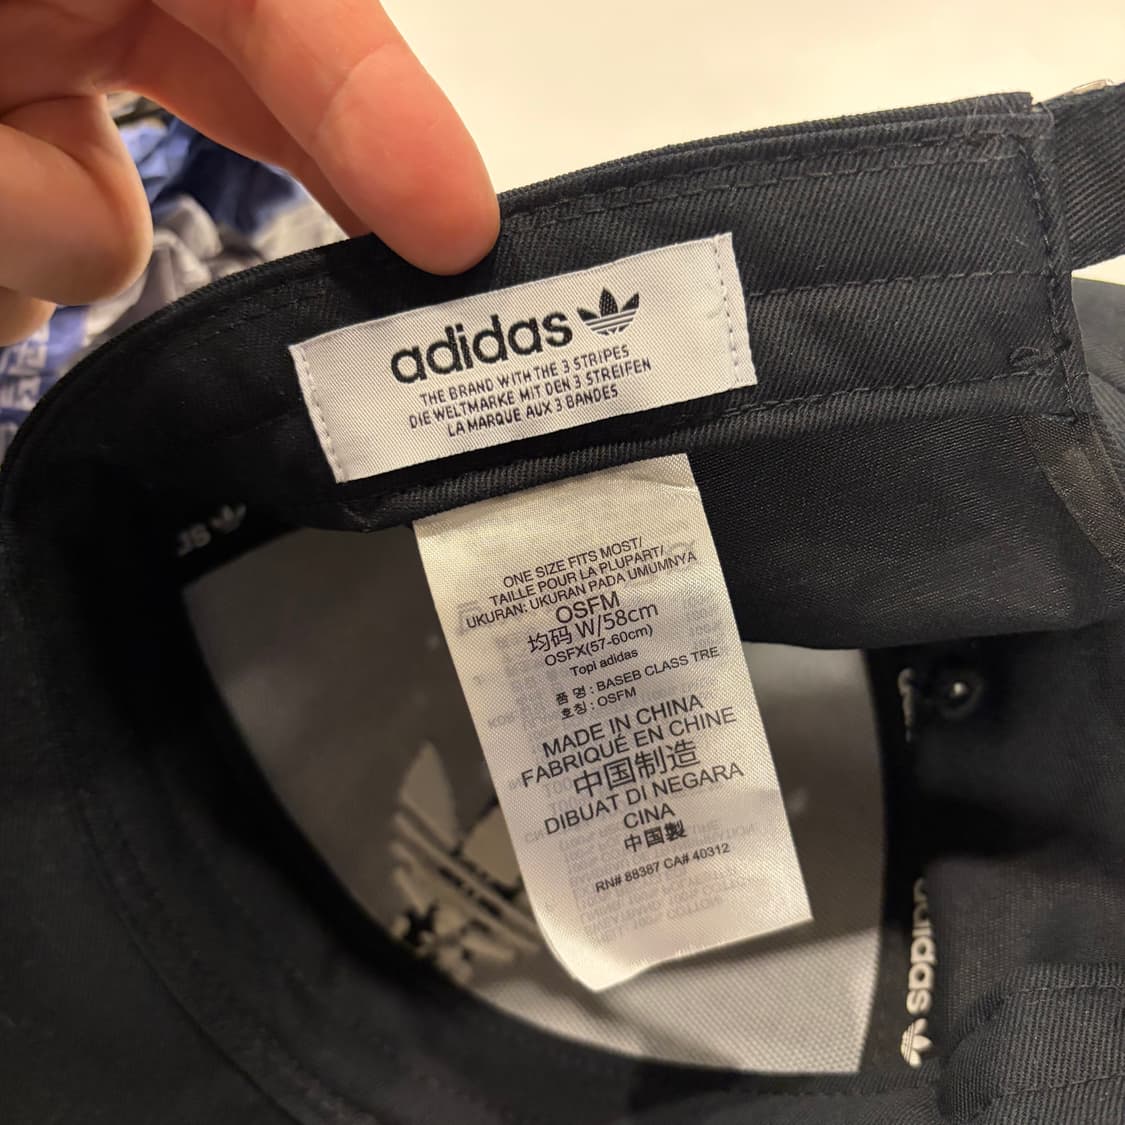 adidas
THE BRAND WITH THE 3 STRIPES
DIE WELTMARKE MIT DEN 3 STREIFEN
LA MARQUE AUX 3 BANDES
ONE SIZE FITS MOST/
TAILLE POUR LA PLUPART/
UKURAN: UKURAN PADA UMUMNYA
OSFM
均码 W/58cm
OSFX(57-60cm)
Topi adidas
품 명 : BASEB CLASS TRE
호칭 : OSFM
MADE IN CHINA
FABRIQUÉ EN CHINE
中国制造
DIBUAT DI NEGARA
CINA
中国製
RN# 88387 CA# 40312
adidas